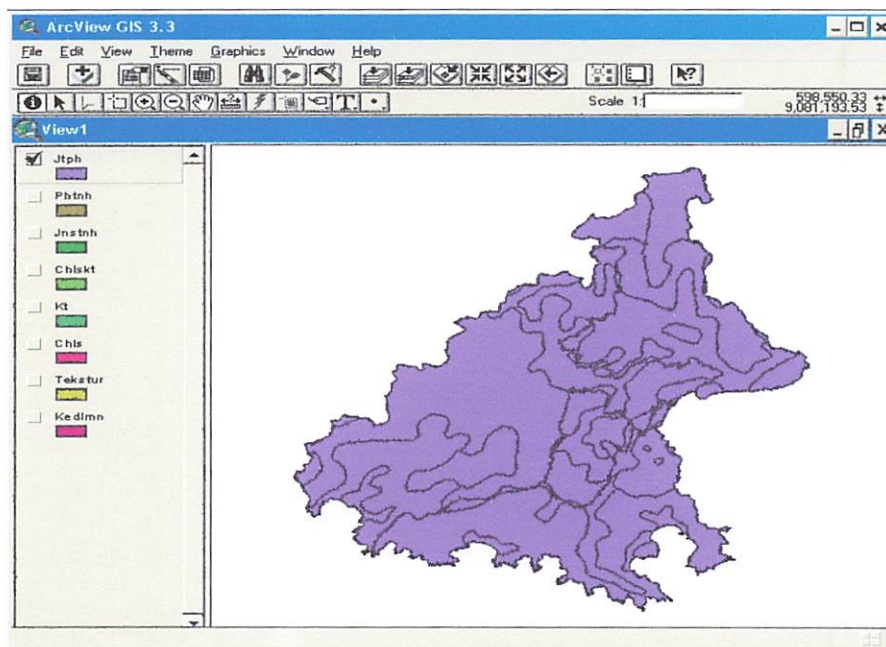 ArcView GIS 3.3
File Edit View Theme Graphics Window Help
Scale 1:
598,550.33
9,081,193.53
View1
Jtph
Phtnh
Jnstnh
Chlskt
Kt
Chls
Tekstur
Kedlmn